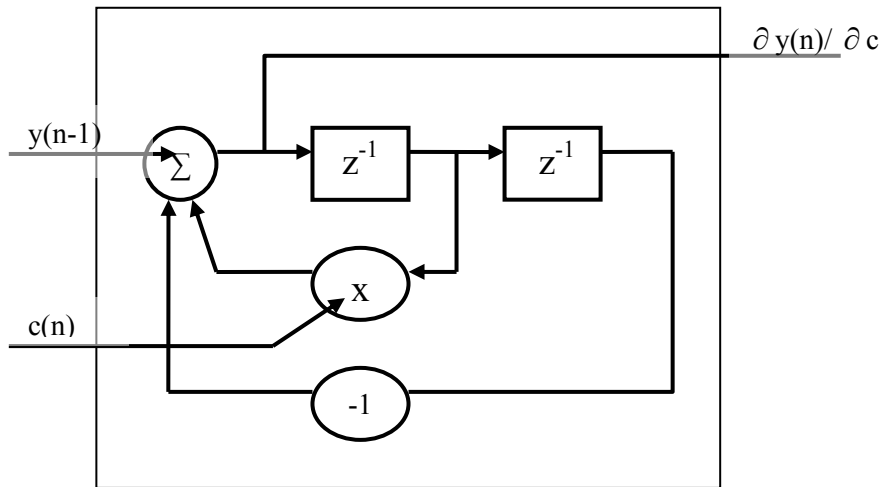 ∂ y(n)/ ∂ c
y(n-1)
Σ
z⁻¹
z⁻¹
x
c(n)
-1